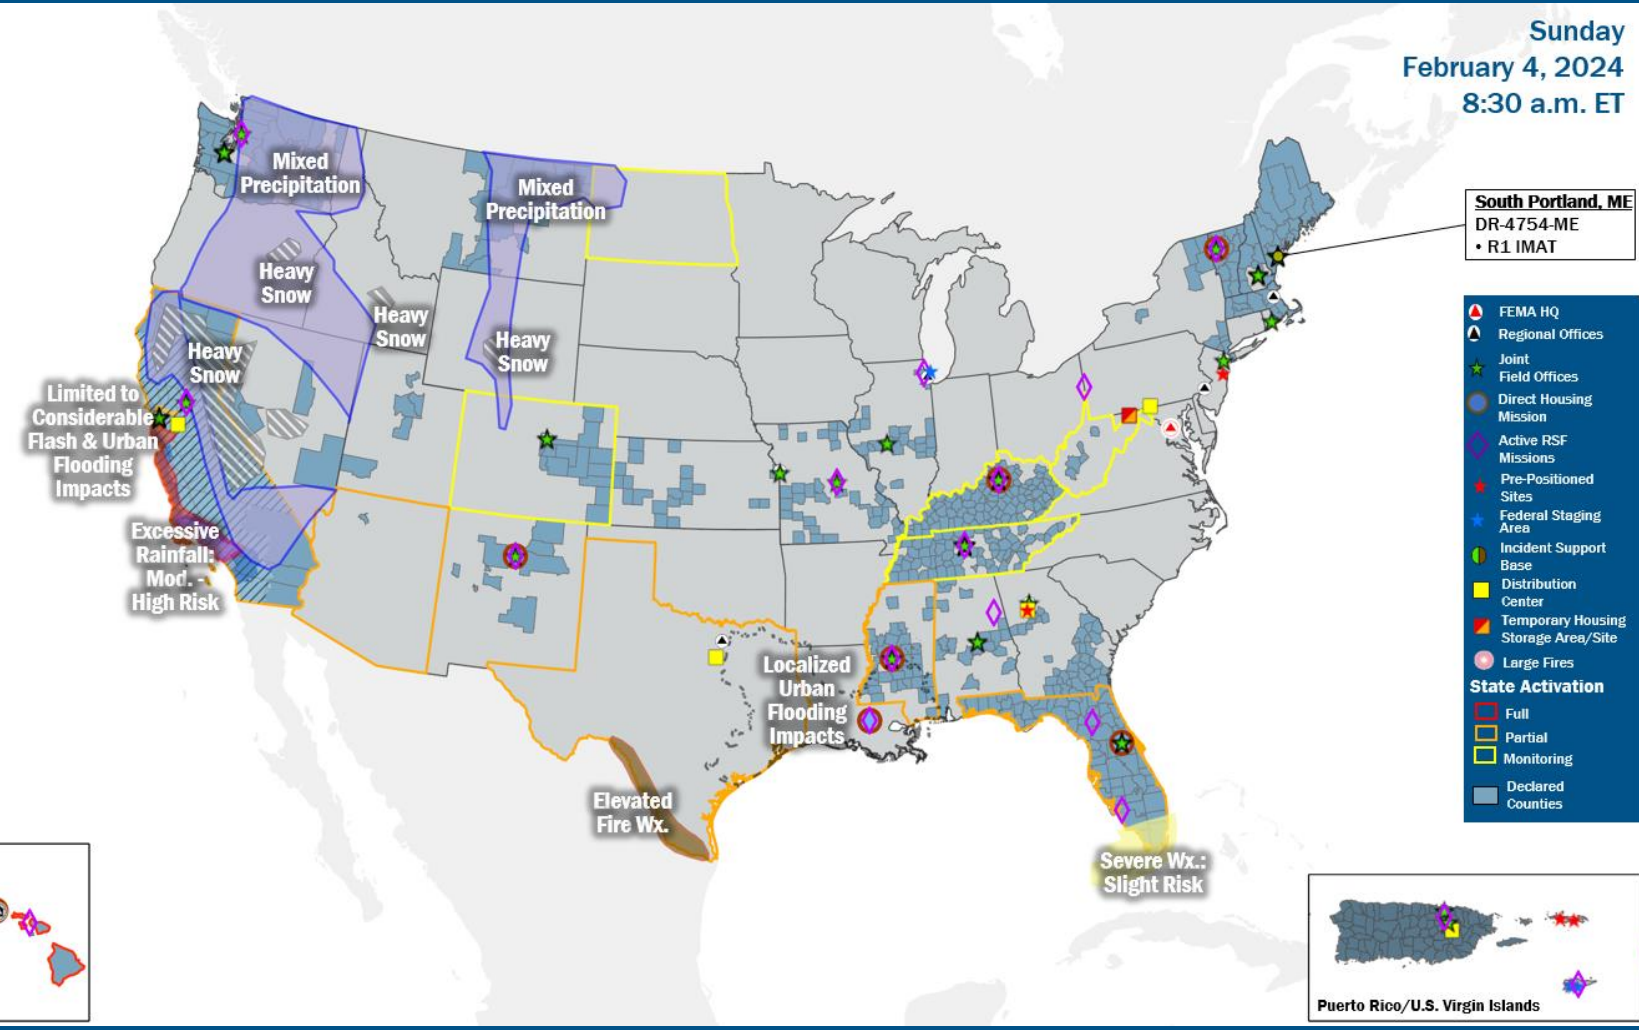 Sunday
February 4, 2024
8:30 a.m. ET
Mixed
Precipitation
Mixed
Precipitation
Heavy
Snow
Heavy
Snow
Heavy
Snow
Heavy
Snow
Limited to
Considerable
Flash & Urban
Flooding
Impacts
Excessive
Rainfall:
Mod. -
High Risk
Localized
Urban
Flooding
Impacts
Elevated
Fire Wx.
Severe Wx.:
Slight Risk
South Portland, ME
DR-4754-ME
• R1 IMAT
FEMA HQ
Regional Offices
Joint
Field Offices
Direct Housing
Mission
Active RSF
Missions
Pre-Positioned
Sites
Federal Staging
Area
Incident Support
Base
Distribution
Center
Temporary Housing
Storage Area/Site
Large Fires
State Activation
Full
Partial
Monitoring
Declared
Counties
Puerto Rico/U.S. Virgin Islands